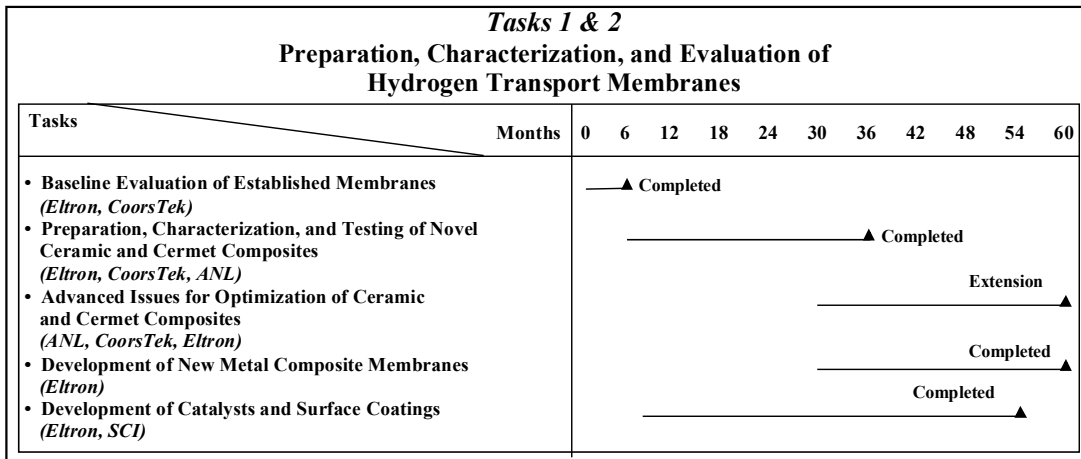 Tasks 1 & 2
Preparation, Characterization, and Evaluation of
Hydrogen Transport Membranes
Tasks
Months
0 6 12 18 24 30 36 42 48 54 60
• Baseline Evaluation of Established Membranes
(Eltron, CoorsTek)
Completed
• Preparation, Characterization, and Testing of Novel
Ceramic and Cermet Composites
(Eltron, CoorsTek, ANL)
Completed
• Advanced Issues for Optimization of Ceramic
and Cermet Composites
(ANL, CoorsTek, Eltron)
Extension
• Development of New Metal Composite Membranes
(Eltron)
Completed
• Development of Catalysts and Surface Coatings
(Eltron, SCI)
Completed